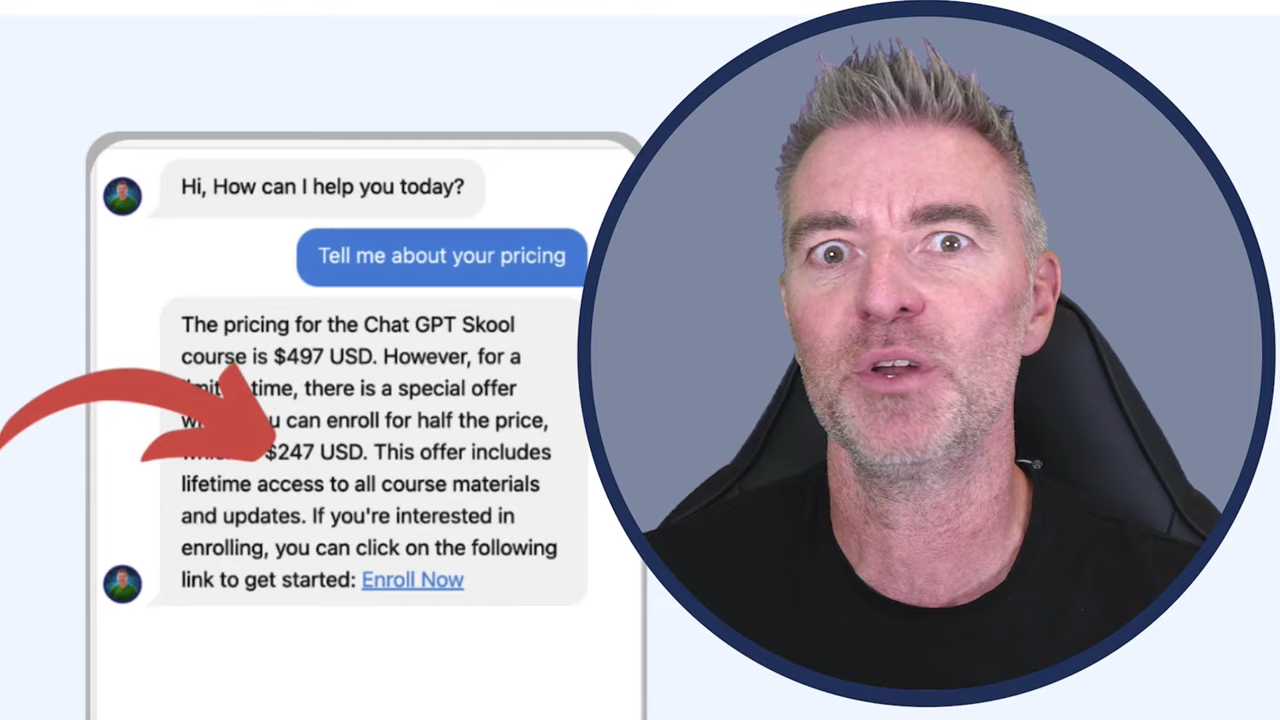 Hi, How can I help you today?
Tell me about your pricing
The pricing for the Chat GPT Skool
course is $497 USD. However, for a
time, there is a special offer
can enroll for half the price,
$247 USD. This offer includes
lifetime access to all course materials
and updates. If you're interested in
enrolling, you can click on the following
link to get started: Enroll Now